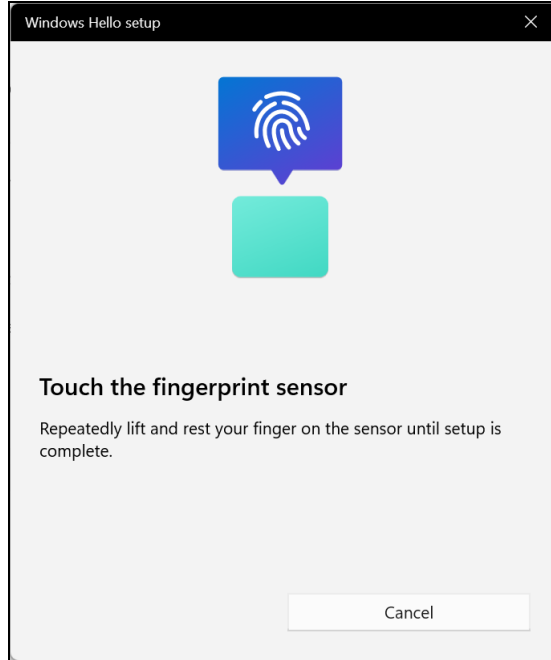 Windows Hello setup
Touch the fingerprint sensor
Repeatedly lift and rest your finger on the sensor until setup is
complete.
Cancel